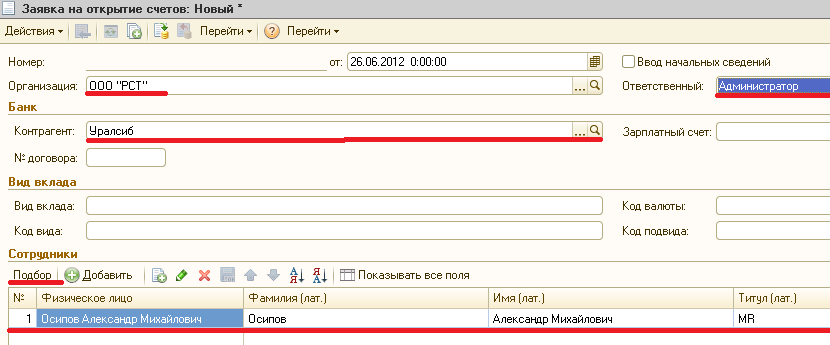 Заявка на открытие счетов: Новый *
Действия Перейти ? Перейти
Номер: от: 26.06.2012 0:00:00 Ввод начальных сведений
Организация: ООО "РСТ" ... Ответственный: Администратор
Банк
Контрагент: Уралсиб ... Зарплатный счет:
№ договора:
Вид вклада
Вид вклада: Код валюты:
Код вида: Код подвида:
Сотрудники
Подбор Добавить А Я Я А Показывать все поля
№ Физическое лицо Фамилия (лат.) Имя (лат.) Титул (лат.)
1 Осипов Александр Михайлович Осипов Александр Михайлович MR